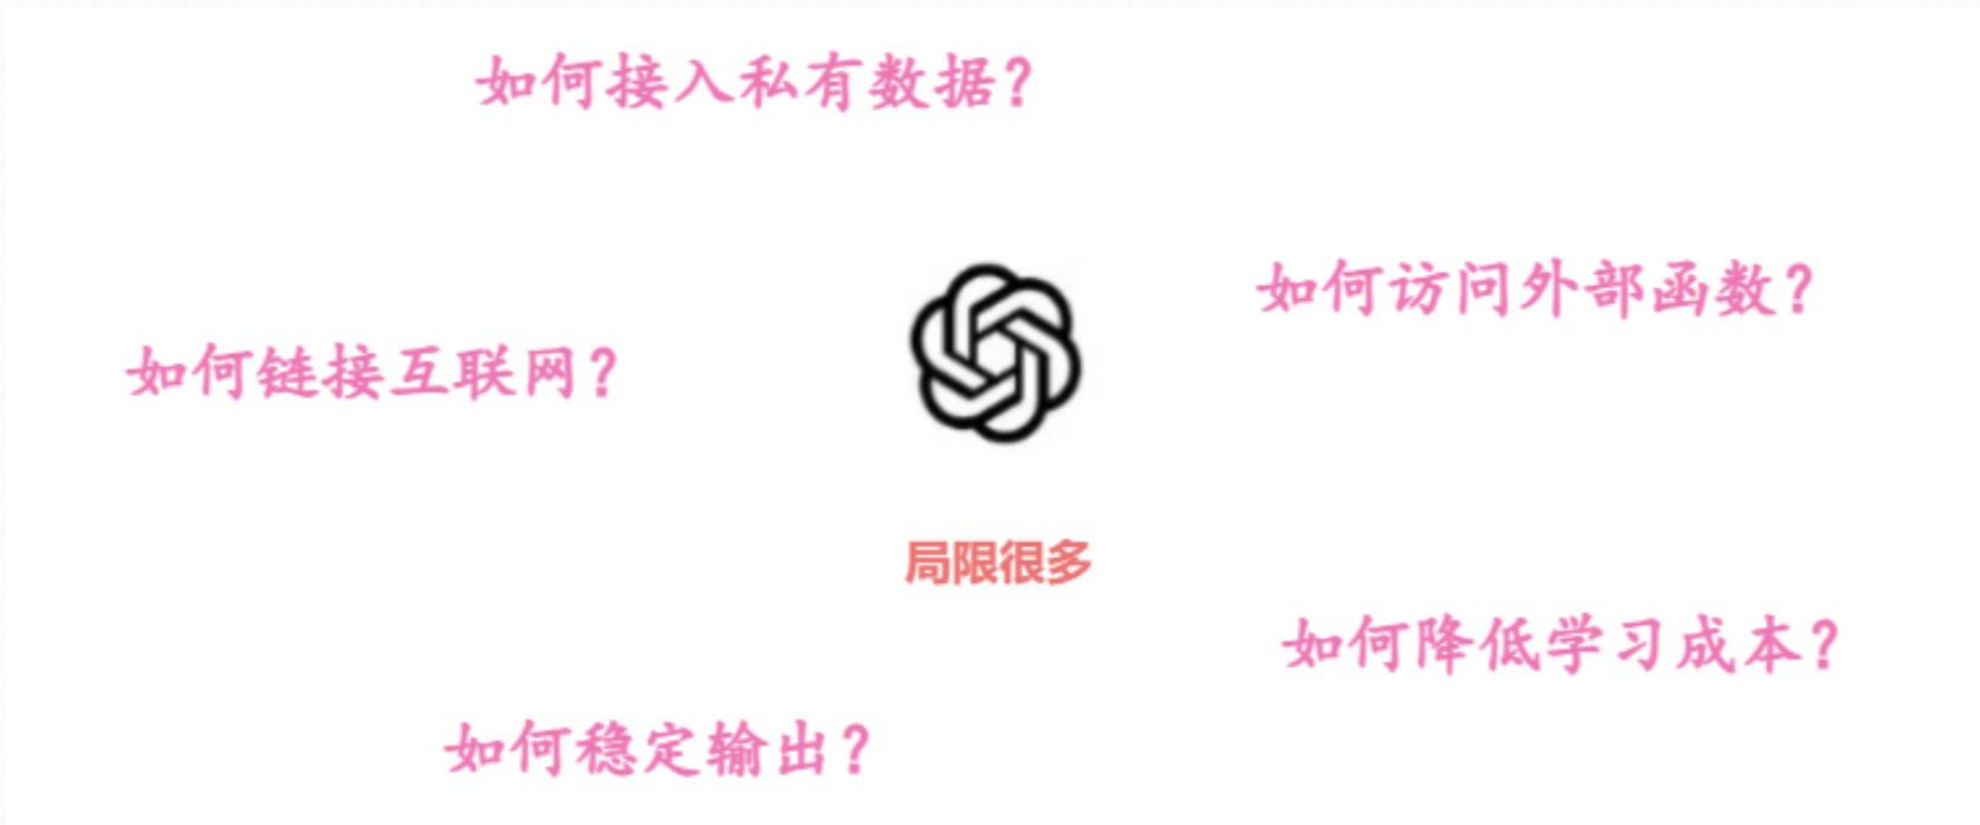 如何接入私有数据？
如何访问外部函数？
如何链接互联网？
局限很多
如何降低学习成本？
如何稳定输出？